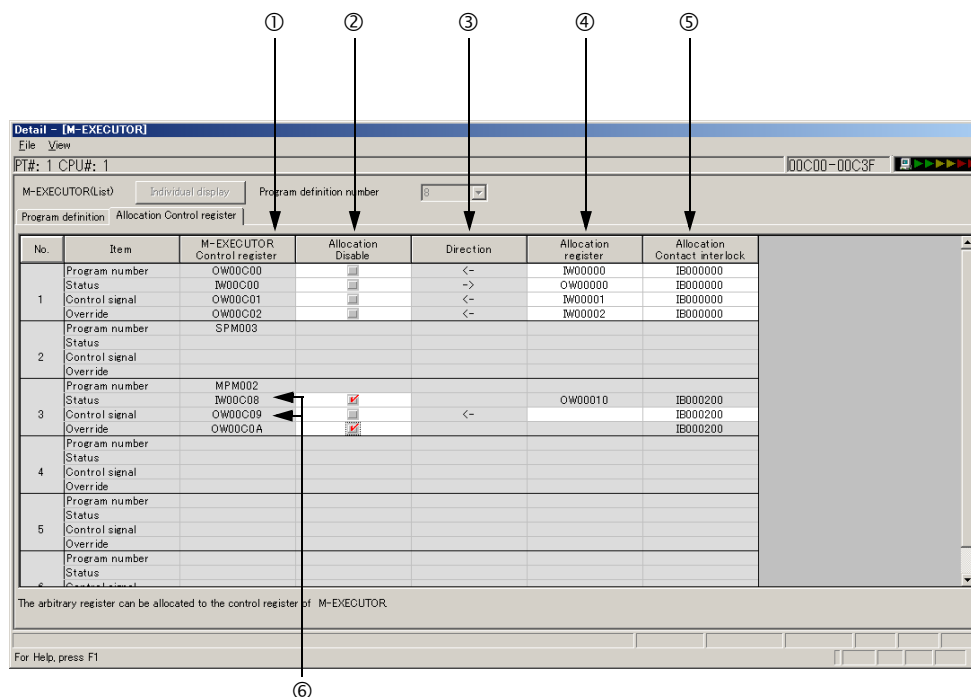 ① ② ③ ④ ⑤
Detail - [M-EXECUTOR]
File View
PT#: 1 CPU#: 1 00C00-00C3F
M-EXECUTOR(List) Individual display Program definition number 8
Program definition Allocation Control register
No. Item M-EXECUTOR Control register Allocation Disable Direction Allocation register Allocation Contact interlock
1
Program number OW00C00 <- IW00000 IB000000
Status IW00C00 -> OW00000 IB000000
Control signal OW00C01 <- IW00001 IB000000
Override OW00C02 <- IW00002 IB000000
2
Program number SPM003
Status
Control signal
Override
3
Program number MPM002
Status IW00C08 OW00010 IB000200
Control signal OW00C09 <- IB000200
Override OW00C0A IB000200
4
Program number
Status
Control signal
Override
5
Program number
Status
Control signal
Override
6
Program number
Status
Control signal
The arbitrary register can be allocated to the control register of M-EXECUTOR.
For Help, press F1
⑥